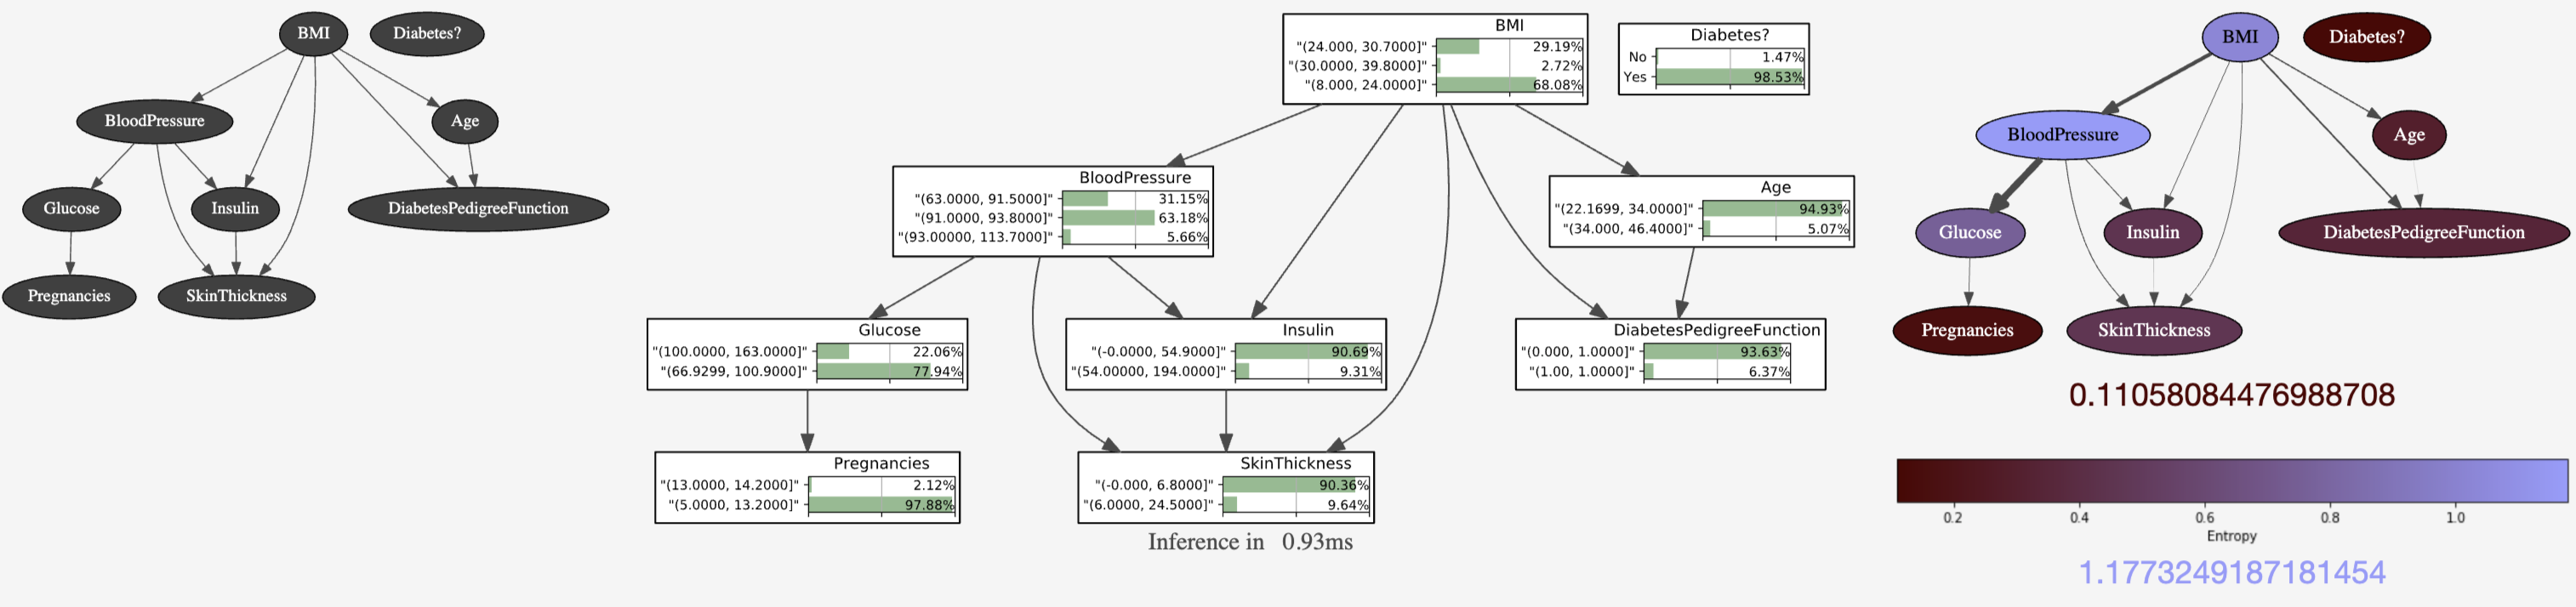 BMI
Diabetes?
BloodPressure
Age
Glucose
Insulin
DiabetesPedigreeFunction
Pregnancies
SkinThickness
BMI
"(24.000, 30.7000]" 29.19%
"(30.0000, 39.8000]" 2.72%
"(8.000, 24.0000]" 68.08%
Diabetes?
No 1.47%
Yes 98.53%
BloodPressure
"(63.0000, 91.5000]" 31.15%
"(91.0000, 93.8000]" 63.18%
"(93.00000, 113.7000]" 5.66%
Age
"(22.1699, 34.0000]" 94.93%
"(34.000, 46.4000]" 5.07%
Glucose
"(100.0000, 163.0000]" 22.06%
"(66.9299, 100.9000]" 77.94%
Insulin
"(-0.0000, 54.9000]" 90.69%
"(54.00000, 194.0000]" 9.31%
DiabetesPedigreeFunction
"(0.000, 1.0000]" 93.63%
"(1.00, 1.0000]" 6.37%
Pregnancies
"(13.0000, 14.2000]" 2.12%
"(5.0000, 13.2000]" 97.88%
SkinThickness
"(-0.000, 6.8000]" 90.36%
"(6.0000, 24.5000]" 9.64%
Inference in 0.93ms
BMI
Diabetes?
BloodPressure
Age
Glucose
Insulin
DiabetesPedigreeFunction
Pregnancies
SkinThickness
0.11058084476988708
0.2 0.4 0.6 0.8 1.0
Entropy
1.1773249187181454